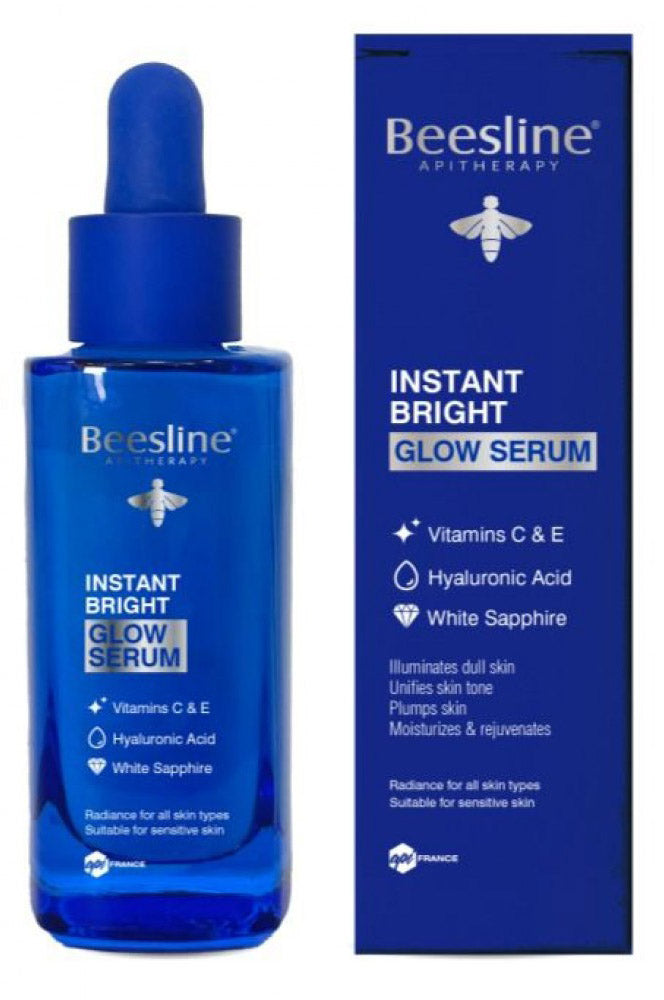 Beesline®
APITHERAPY
INSTANT
BRIGHT
GLOW
SERUM
Vitamins C & E
Hyaluronic Acid
White Sapphire
Radiance for all skin types
Suitable for sensitive skin
FRANCE
Beesline®
APITHERAPY
INSTANT
BRIGHT
GLOW SERUM
Vitamins C & E
Hyaluronic Acid
White Sapphire
Illuminates dull skin
Unifies skin tone
Plumps skin
Moisturizes & rejuvenates
Radiance for all skin types
Suitable for sensitive skin
FRANCE